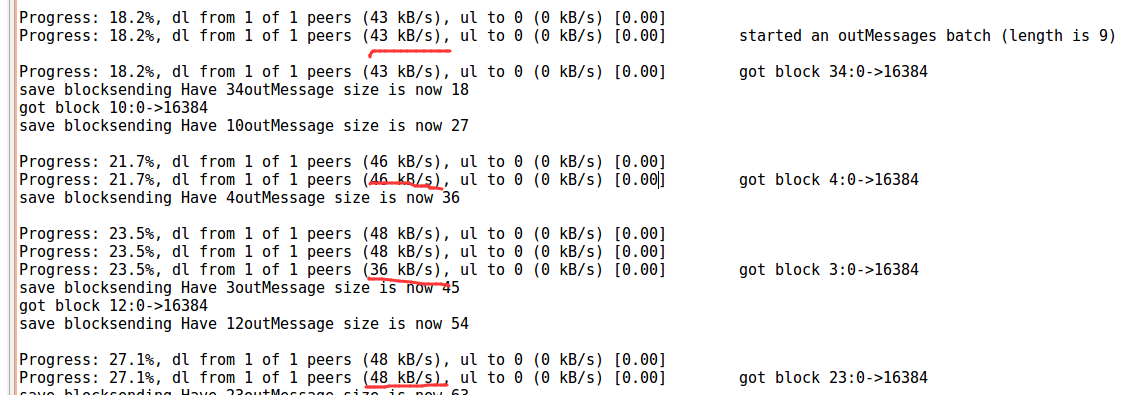 Progress: 18.2%, dl from 1 of 1 peers (43 kB/s), ul to 0 (0 kB/s) [0.00]
Progress: 18.2%, dl from 1 of 1 peers (43 kB/s), ul to 0 (0 kB/s) [0.00] started an outMessages batch (length is 9)
Progress: 18.2%, dl from 1 of 1 peers (43 kB/s), ul to 0 (0 kB/s) [0.00] got block 34:0->16384
save blocksending Have 34outMessage size is now 18
got block 10:0->16384
save blocksending Have 10outMessage size is now 27
Progress: 21.7%, dl from 1 of 1 peers (46 kB/s), ul to 0 (0 kB/s) [0.00]
Progress: 21.7%, dl from 1 of 1 peers (46 kB/s), ul to 0 (0 kB/s) [0.00] got block 4:0->16384
save blocksending Have 4outMessage size is now 36
Progress: 23.5%, dl from 1 of 1 peers (48 kB/s), ul to 0 (0 kB/s) [0.00]
Progress: 23.5%, dl from 1 of 1 peers (48 kB/s), ul to 0 (0 kB/s) [0.00]
Progress: 23.5%, dl from 1 of 1 peers (36 kB/s), ul to 0 (0 kB/s) [0.00] got block 3:0->16384
save blocksending Have 3outMessage size is now 45
got block 12:0->16384
save blocksending Have 12outMessage size is now 54
Progress: 27.1%, dl from 1 of 1 peers (48 kB/s), ul to 0 (0 kB/s) [0.00]
Progress: 27.1%, dl from 1 of 1 peers (48 kB/s), ul to 0 (0 kB/s) [0.00] got block 23:0->16384
save blocksending Have 23outMessage size is now 63